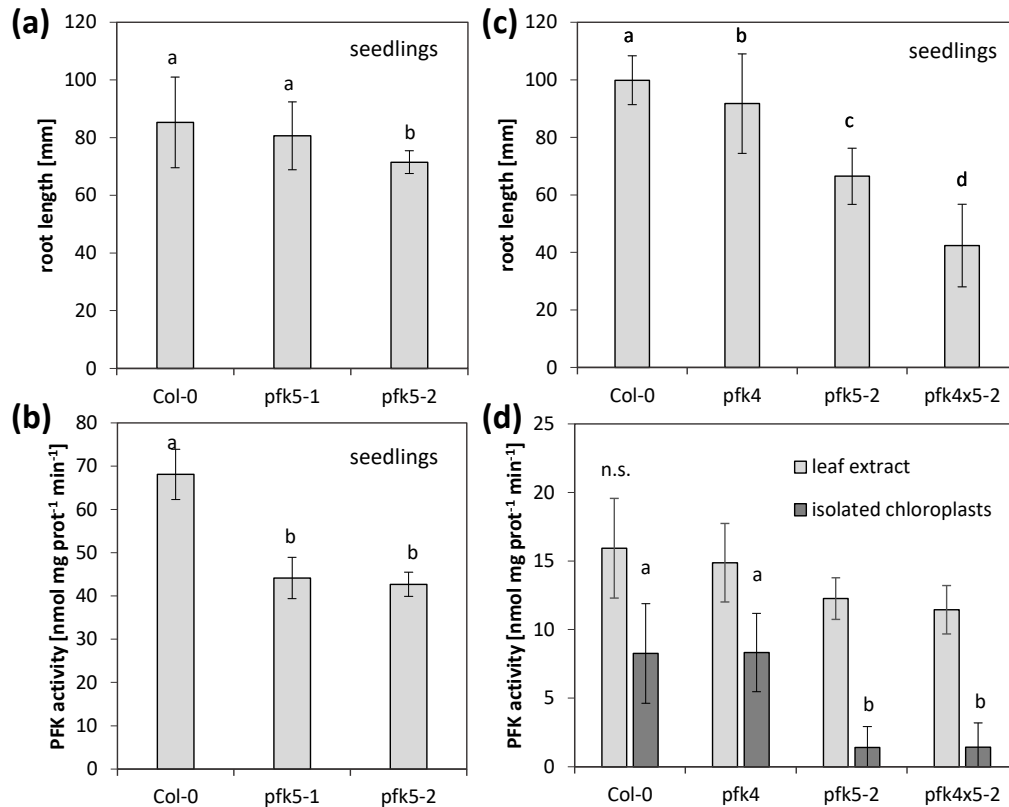 (a)
seedlings
120
100
80
60
40
20
0
root length [mm]
a
a
b
Col-0
pfk5-1
pfk5-2
(c)
seedlings
120
100
80
60
40
20
0
root length [mm]
a
b
c
d
Col-0
pfk4
pfk5-2
pfk4x5-2
(b)
seedlings
80
70
60
50
40
30
20
10
0
PFK activity [nmol mg prot⁻¹ min⁻¹]
a
b
b
Col-0
pfk5-1
pfk5-2
(d)
25
20
15
10
5
0
PFK activity [nmol mg prot⁻¹ min⁻¹]
leaf extract
isolated chloroplasts
n.s.
a
a
b
b
Col-0
pfk4
pfk5-2
pfk4x5-2